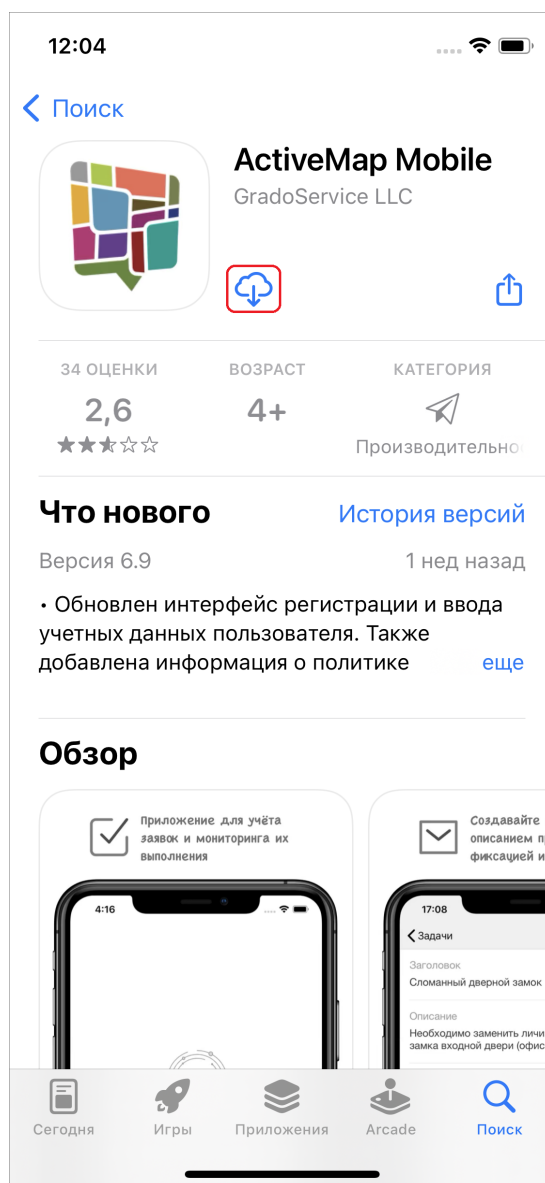 12:04
Поиск
ActiveMap Mobile
GradoService LLC
34 ОЦЕНКИ
ВОЗРАСТ
КАТЕГОРИЯ
2,6
4+
Производительно
Что нового
История версий
Версия 6.9
1 нед назад
• Обновлен интерфейс регистрации и ввода
учетных данных пользователя. Также
добавлена информация о политике
еще
Обзор
Приложение для учёта
заявок и мониторинга их
выполнения
Создавайте
описанием п
фиксацией и
4:16
17:08
Задачи
Заголовок
Сломанный дверной замок
Описание
Необходимо заменить личи
замка входной двери (офис
Сегодня
Игры
Приложения
Arcade
Поиск